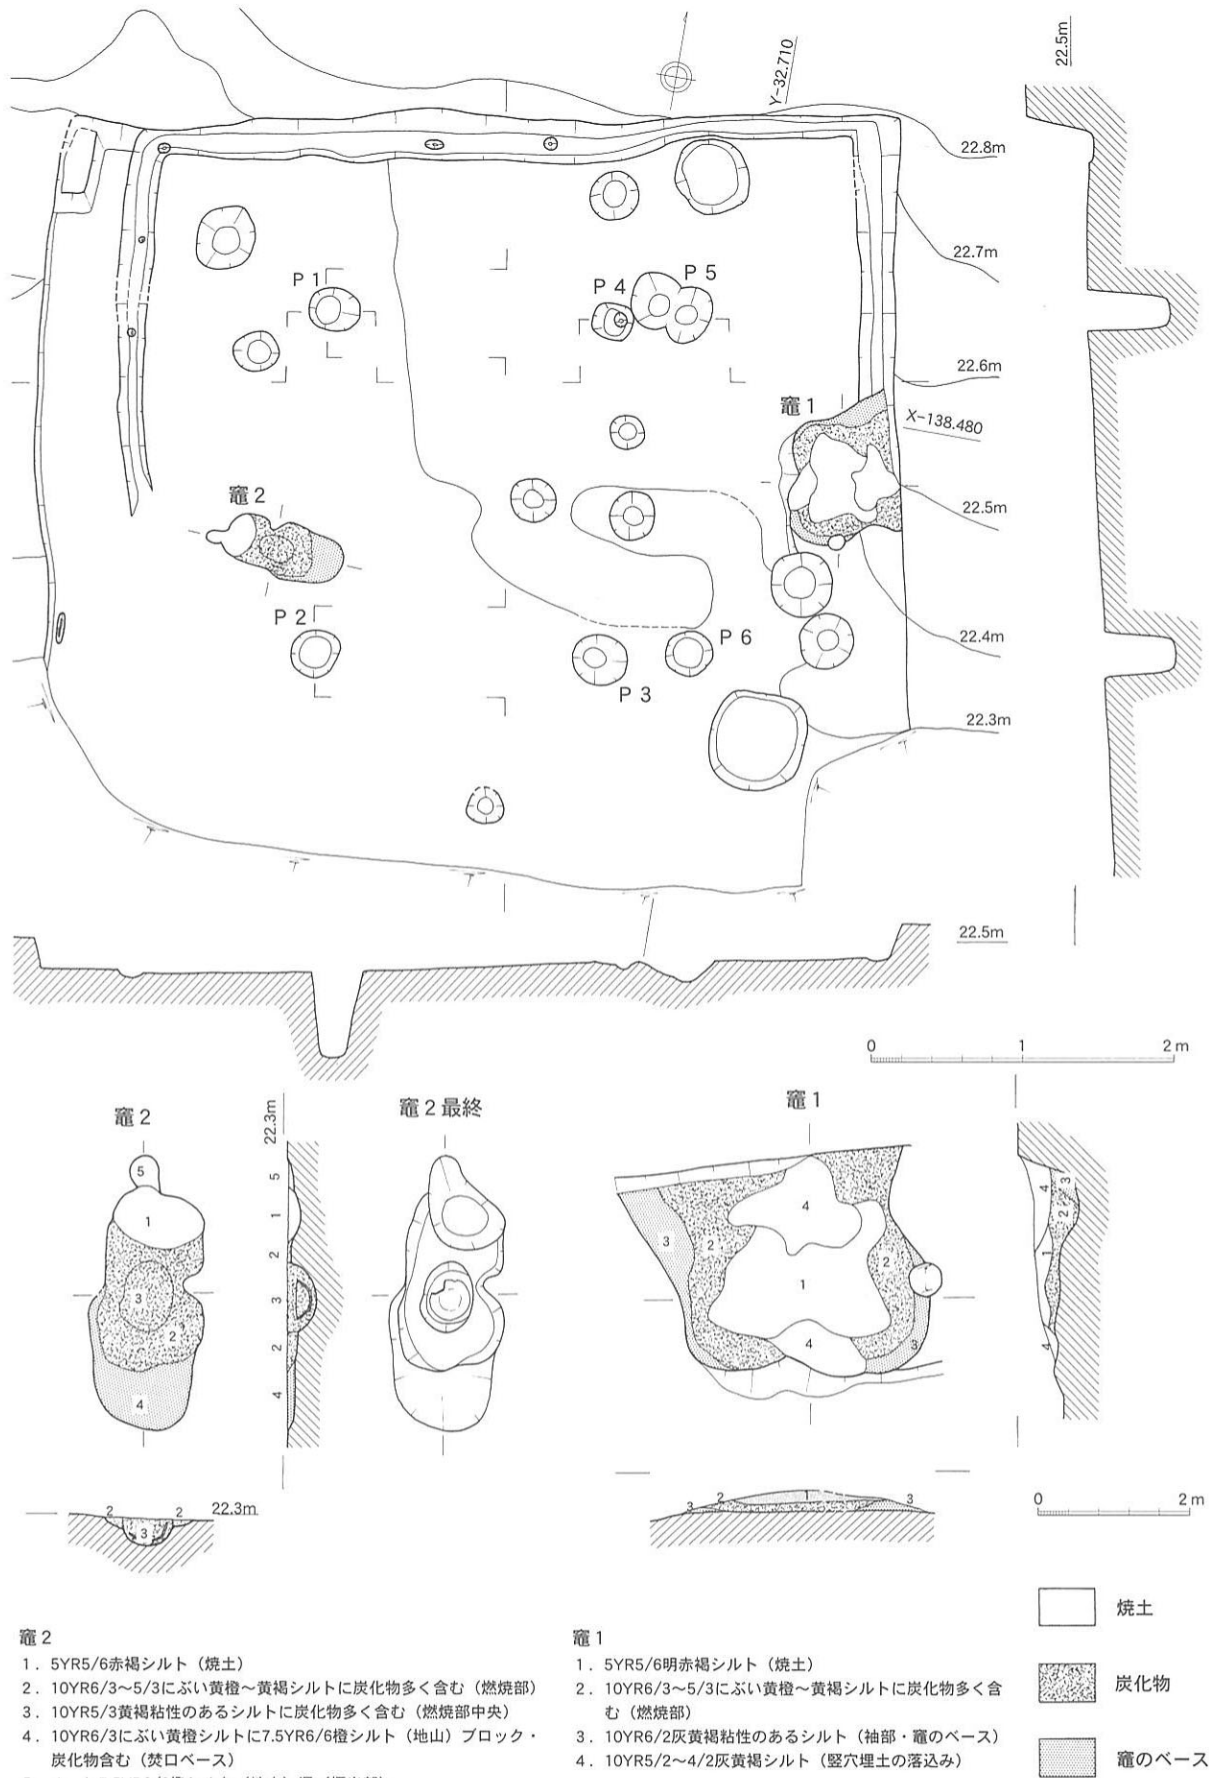 Y-32.710
22.5m
22.8m
22.7m
P 1
P 4
P 5
22.6m
竈1
X-138.480
竈2
22.5m
P 2
P 6
22.4m
P 3
22.3m
22.5m
0 1 2 m
竈2
22.3m
竈2最終
竈1
5
1
2
3
2
4
5
1
2
3
2
4
4
3
2
1
2
4
3
4
3
2
2
1
4
2 2 22.3m
3
3 2 1 3
0 2 m
焼土
炭化物
竈のベース
竈2
1. 5YR5/6赤褐シルト(焼土)
2. 10YR6/3~5/3にぶい黄橙~黄褐シルトに炭化物多く含む(燃焼部)
3. 10YR5/3黄褐粘性のあるシルトに炭化物多く含む(燃焼部中央)
4. 10YR6/3にぶい黄橙シルトに7.5YR6/6橙シルト(地山)ブロック・
炭化物含む(焚口ベース)
竈1
1. 5YR5/6明赤褐シルト(焼土)
2. 10YR6/3~5/3にぶい黄橙~黄褐シルトに炭化物多く含
む(燃焼部)
3. 10YR6/2灰黄褐粘性のあるシルト(袖部・竈のベース)
4. 10YR5/2~4/2灰黄褐シルト(竪穴埋土の落込み)